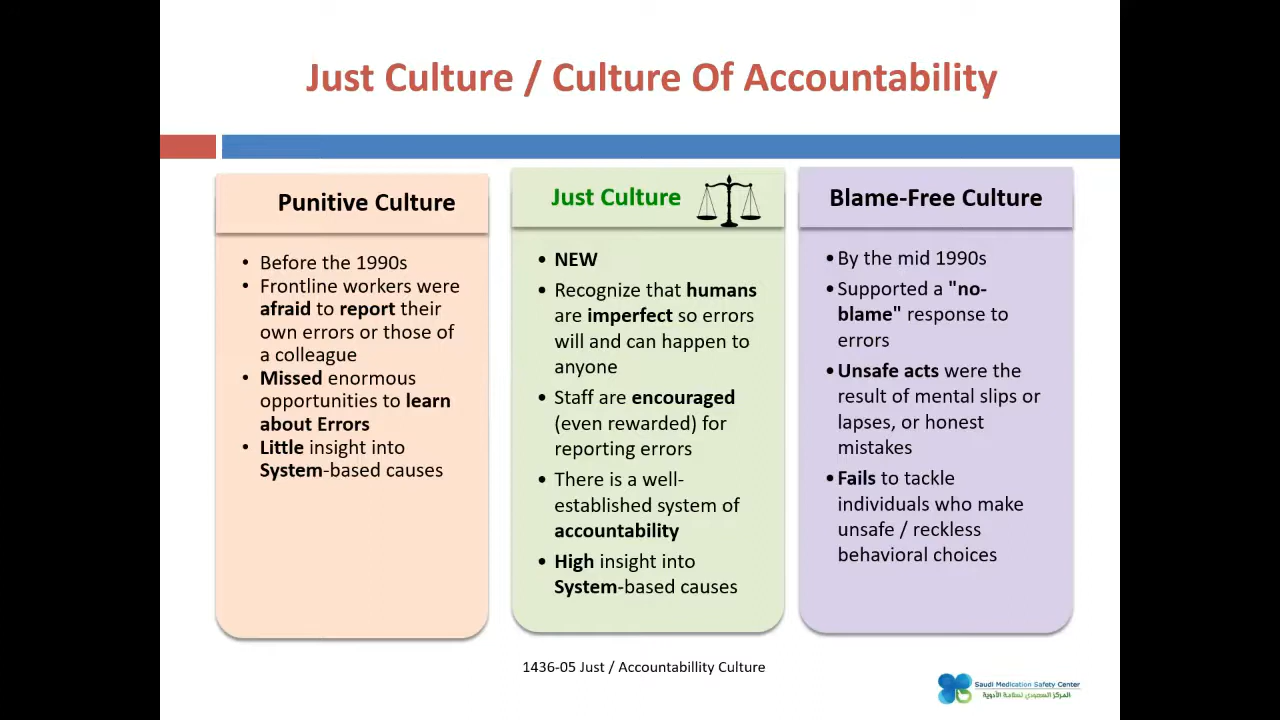 Just Culture / Culture Of Accountability
Punitive Culture
• Before the 1990s
• Frontline workers were
afraid to report their
own errors or those of
a colleague
• Missed enormous
opportunities to learn
about Errors
• Little insight into
System-based causes
Just Culture
• NEW
• Recognize that humans
are imperfect so errors
will and can happen to
anyone
• Staff are encouraged
(even rewarded) for
reporting errors
• There is a well-
established system of
accountability
• High insight into
System-based causes
Blame-Free Culture
• By the mid 1990s
• Supported a "no-
blame" response to
errors
• Unsafe acts were the
result of mental slips or
lapses, or honest
mistakes
• Fails to tackle
individuals who make
unsafe / reckless
behavioral choices
1436-05 Just / Accountabillity Culture
Saudi Medication Safety Center
المركز السعودي لسلامة الأدوية